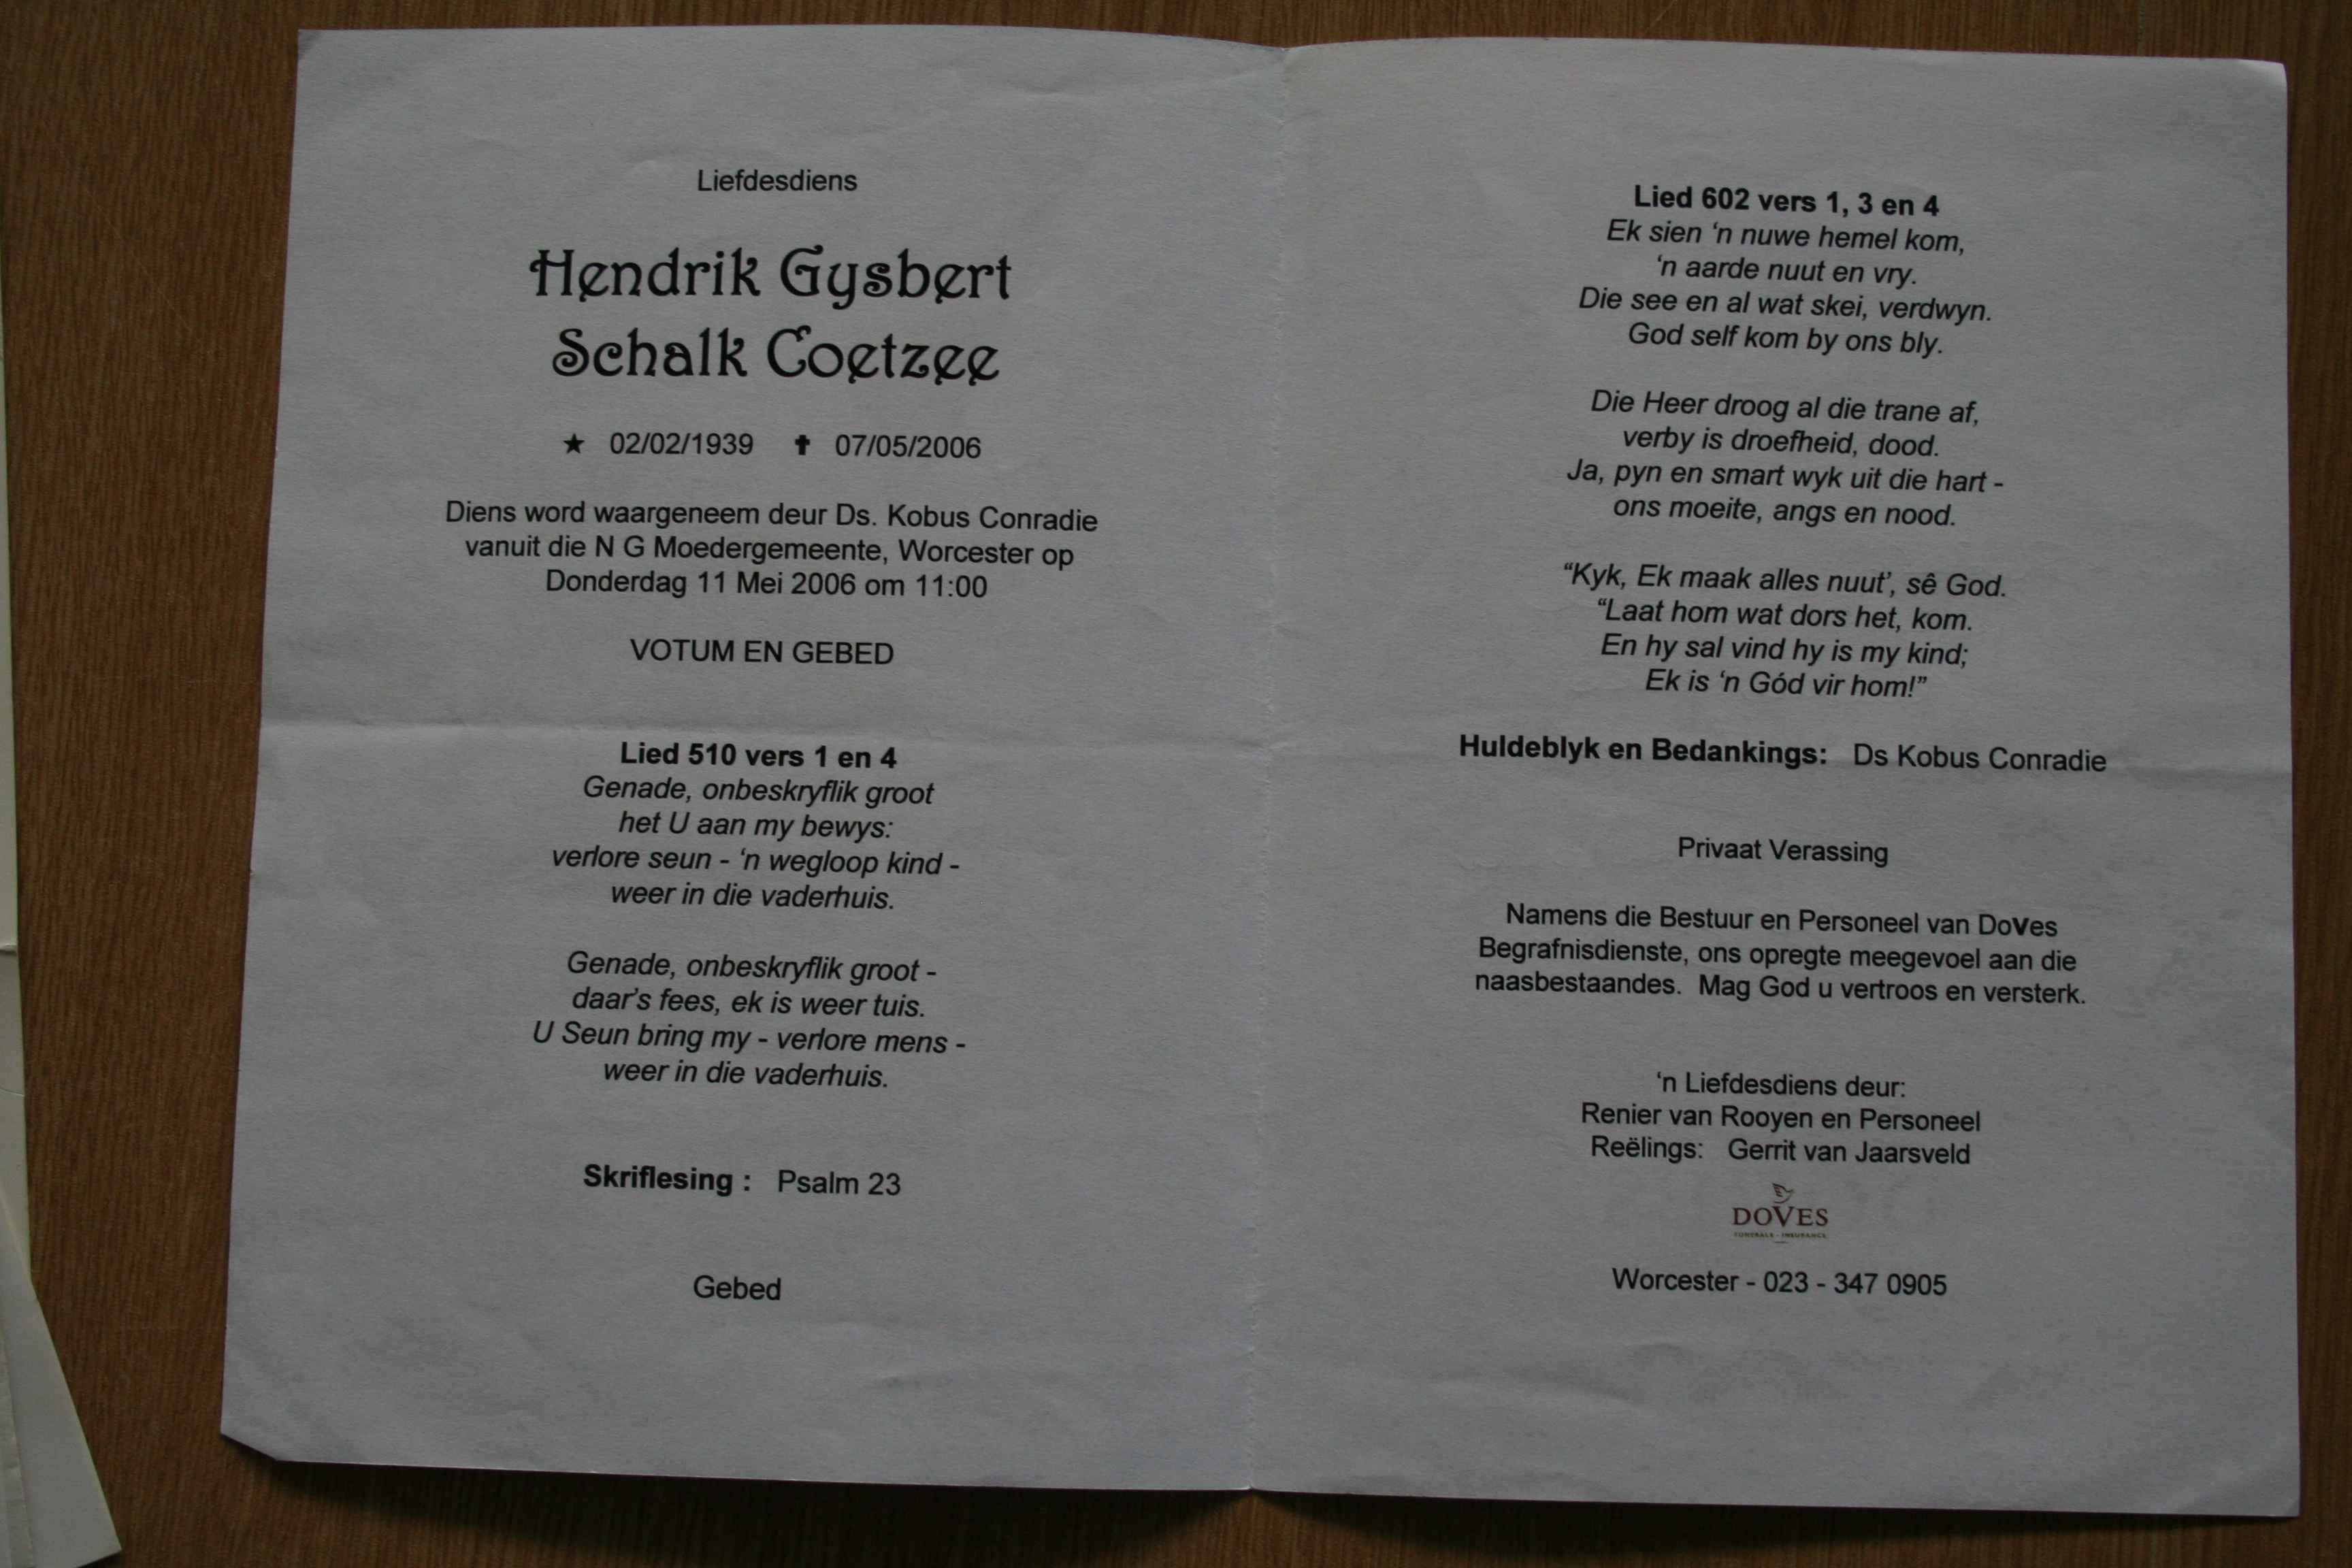 Liefdesdiens
Hendrik Gysbert
Schalk Coetzee
★ 02/02/1939 ✝ 07/05/2006
Diens word waargeneem deur Ds. Kobus Conradie
vanuit die N G Moedergemeente, Worcester op
Donderdag 11 Mei 2006 om 11:00
VOTUM EN GEBED
Lied 510 vers 1 en 4
Genade, onbeskryflik groot
het U aan my bewys:
verlore seun - ‘n wegloop kind -
weer in die vaderhuis.
Genade, onbeskryflik groot -
daar’s fees, ek is weer tuis.
U Seun bring my - verlore mens -
weer in die vaderhuis.
Skriflesing : Psalm 23
Gebed
Lied 602 vers 1, 3 en 4
Ek sien ‘n nuwe hemel kom,
‘n aarde nuut en vry.
Die see en al wat skei, verdwyn.
God self kom by ons bly.
Die Heer droog al die trane af,
verby is droefheid, dood.
Ja, pyn en smart wyk uit die hart -
ons moeite, angs en nood.
“Kyk, Ek maak alles nuut’, sê God.
“Laat hom wat dors het, kom.
En hy sal vind hy is my kind;
Ek is ‘n Gód vir hom!”
Huldeblyk en Bedankings: Ds Kobus Conradie
Privaat Verassing
Namens die Bestuur en Personeel van DoVes
Begrafnisdienste, ons opregte meegevoel aan die
naasbestaandes. Mag God u vertroos en versterk.
‘n Liefdesdiens deur:
Renier van Rooyen en Personeel
Reëlings: Gerrit van Jaarsveld
DOVES
FUNERALS - INSURANCE
Worcester - 023 - 347 0905